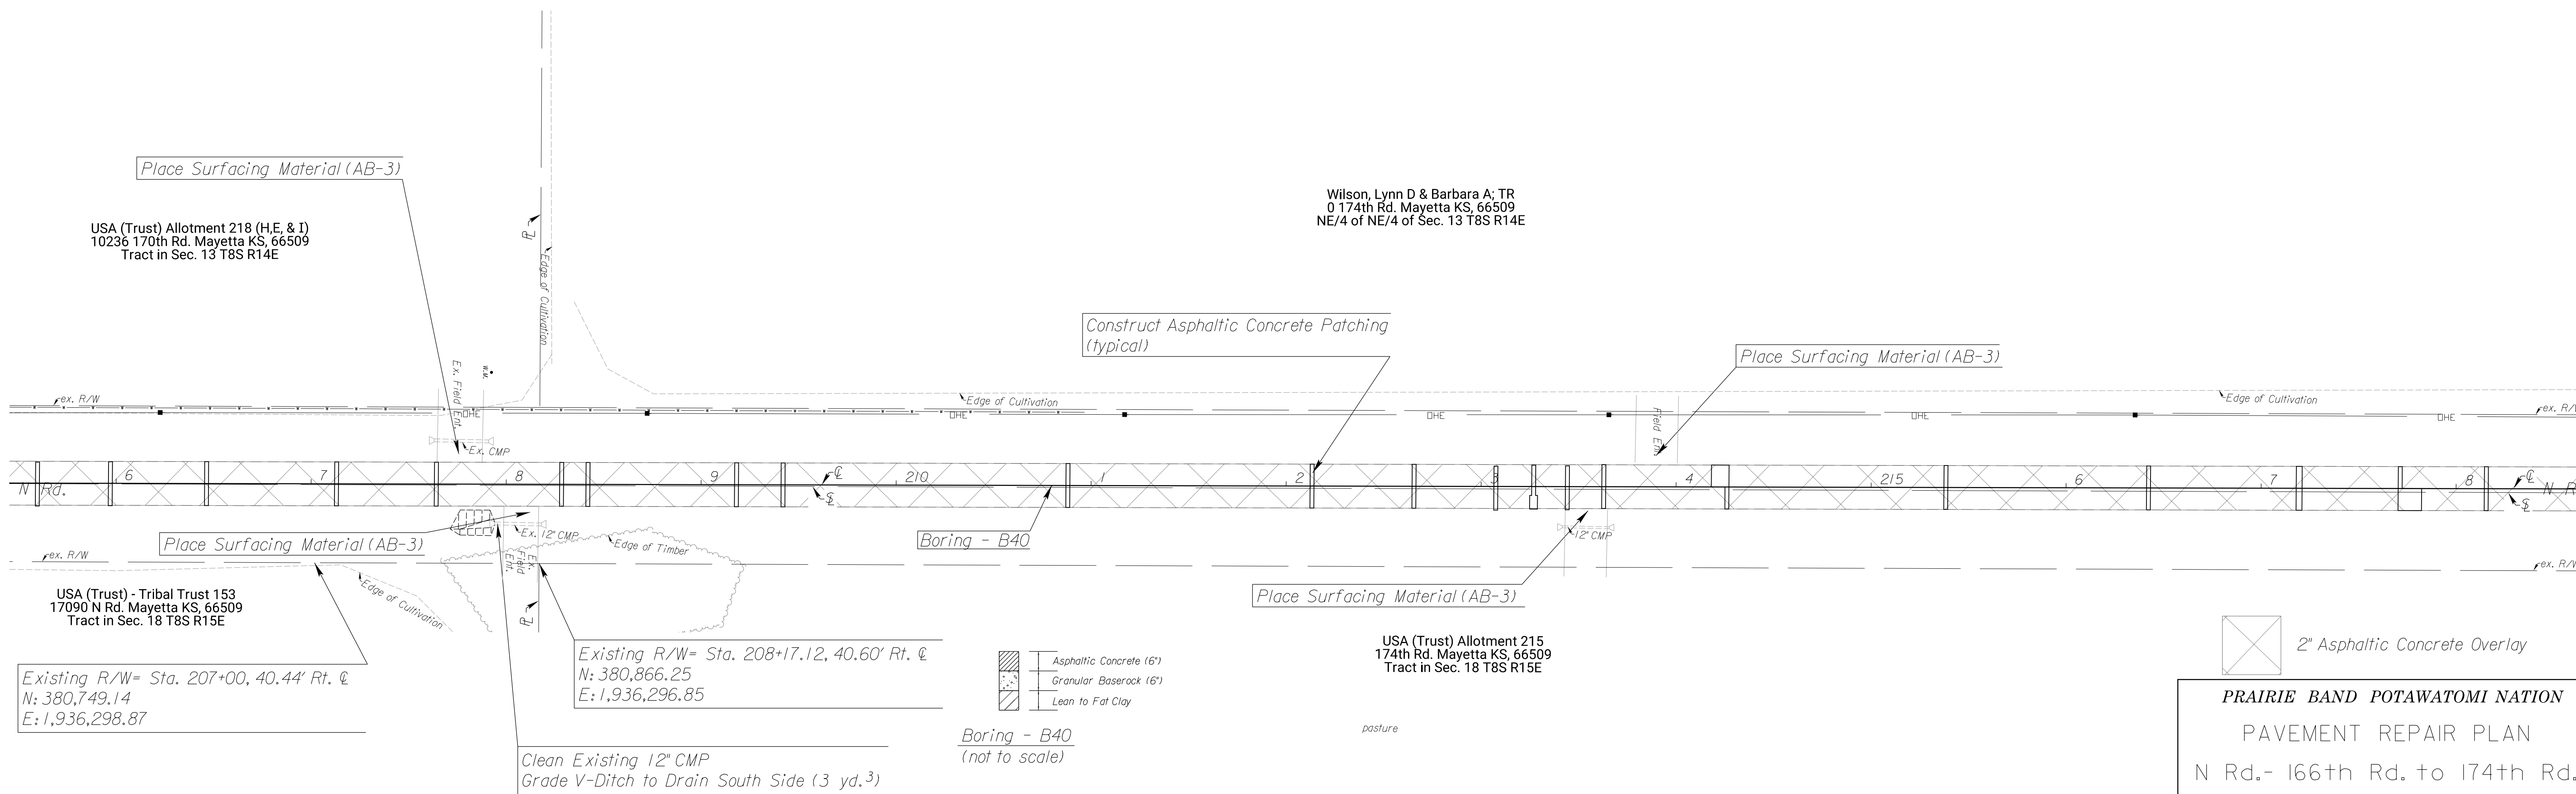 Place Surfacing Material (AB-3)
USA (Trust) Allotment 218 (H,E, & I)
10236 170th Rd. Mayetta KS, 66509
Tract in Sec. 13 T8S R14E
Wilson, Lynn D & Barbara A; TR
0 174th Rd. Mayetta KS, 66509
NE/4 of NE/4 of Sec. 13 T8S R14E
PL
Edge of Cultivation
Construct Asphaltic Concrete Patching
(typical)
Place Surfacing Material (AB-3)
Ex. Field Ent.
W.M.
ex. R/W
OHE
OHE
Edge of Cultivation
OHE
Field Ent.
OHE
Edge of Cultivation
OHE
ex. R/W
Ex. CMP
N Rd.
6
7
8
9
℄
210
1
2
3
4
215
6
7
8
℄
N R
Place Surfacing Material (AB-3)
Ex. 12" CMP
Edge of Timber
Boring - B40
12" CMP
ex. R/W
Ex.
Field
Ent.
ex. R/W
Edge of Cultivation
PL
USA (Trust) - Tribal Trust 153
17090 N Rd. Mayetta KS, 66509
Tract in Sec. 18 T8S R15E
Place Surfacing Material (AB-3)
Existing R/W= Sta. 207+00, 40.44' Rt. ℄
N: 380,749.14
E: 1,936,298.87
Existing R/W= Sta. 208+17.12, 40.60' Rt. ℄
N: 380,866.25
E: 1,936,296.85
Asphaltic Concrete (6")
Granular Baserock (6")
Lean to Fat Clay
Boring - B40
(not to scale)
USA (Trust) Allotment 215
174th Rd. Mayetta KS, 66509
Tract in Sec. 18 T8S R15E
pasture
Clean Existing 12" CMP
Grade V-Ditch to Drain South Side (3 yd.³)
2" Asphaltic Concrete Overlay
PRAIRIE BAND POTAWATOMI NATION
PAVEMENT REPAIR PLAN
N Rd.- 166th Rd. to 174th Rd.